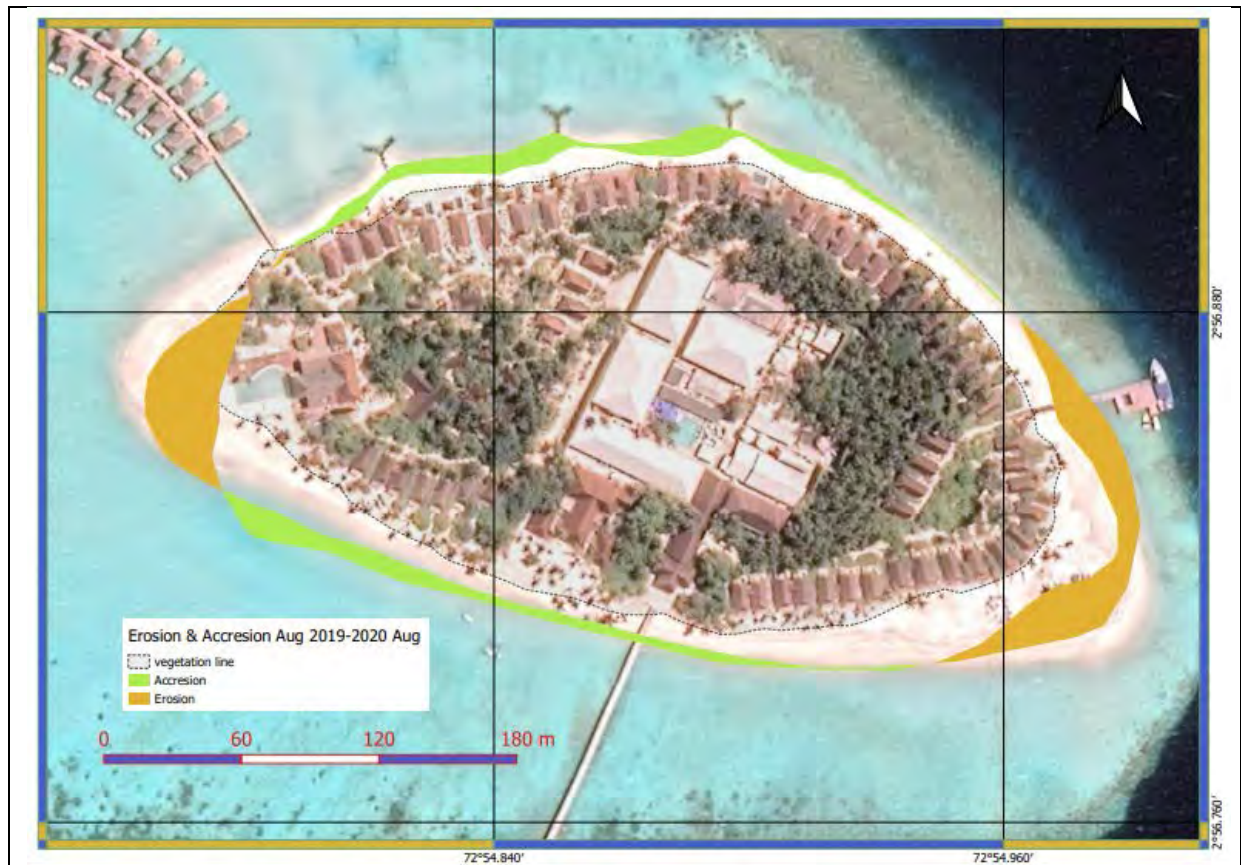 2°56.880'
Erosion & Accresion Aug 2019-2020 Aug
vegetation line
Accresion
Erosion
0 60 120 180 m
2°56.760'
72°54.840' 72°54.960'